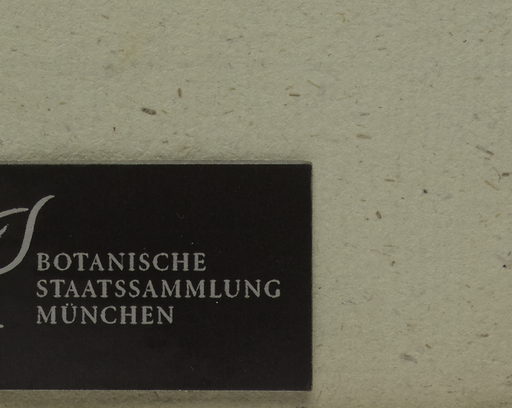 BOTANISCHE
STAATSSAMMLUNG
MÜNCHEN